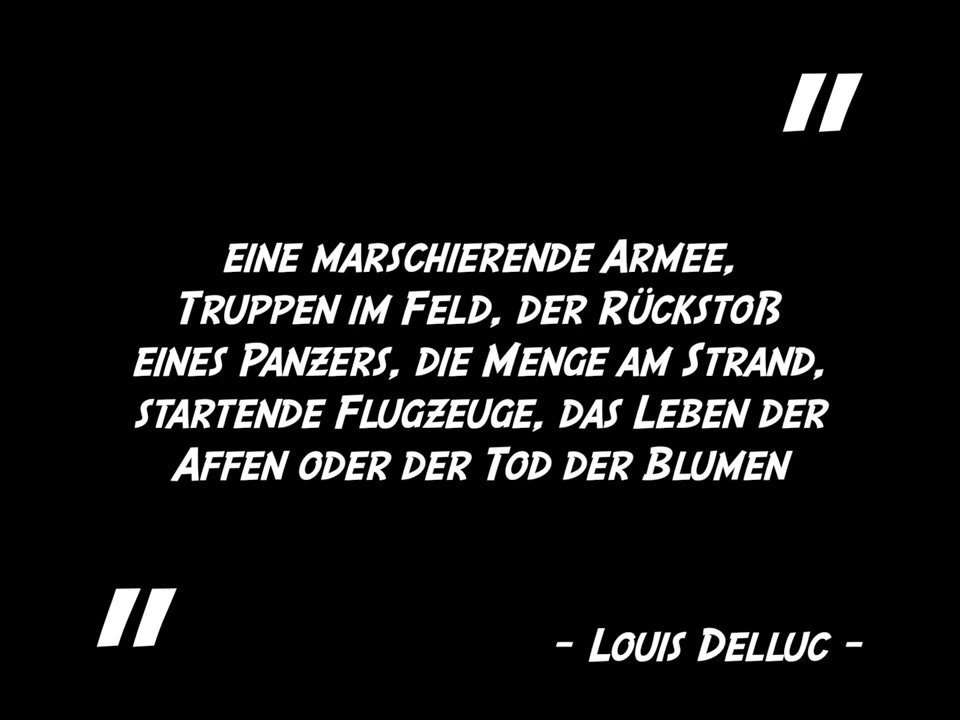 "
eine marschierende Armee,
Truppen im Feld, der Rückstoß
eines Panzers, die Menge am Strand,
startende Flugzeuge, das Leben der
Affen oder der Tod der Blumen
"
- Louis Delluc -